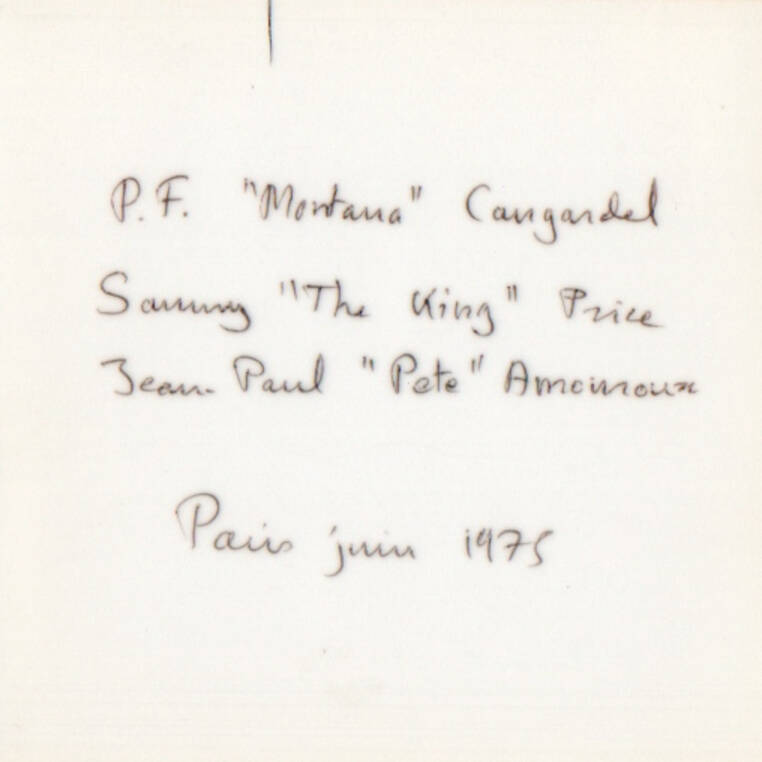 P.F. "Montana" Cangardel
Sammy "The King" Price
Jean-Paul "Pete" Amouroux
Paris juin 1975